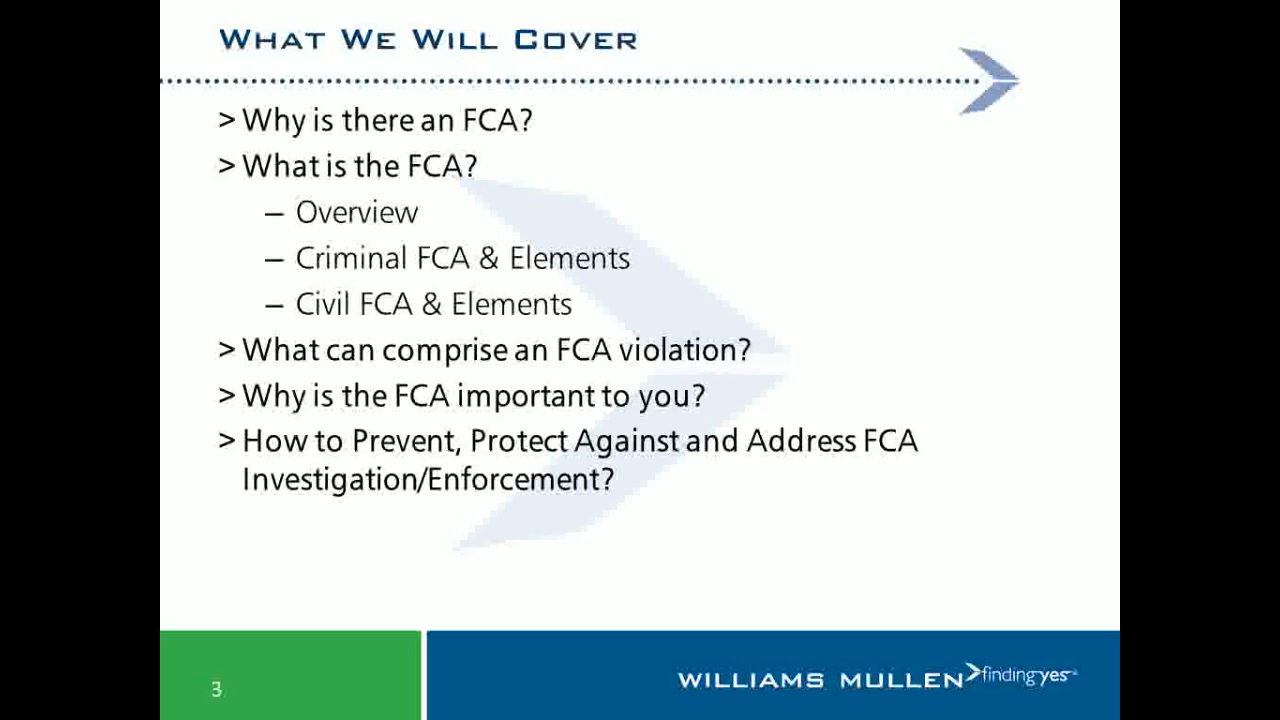 What We Will Cover
> Why is there an FCA?
> What is the FCA?
– Overview
– Criminal FCA & Elements
– Civil FCA & Elements
> What can comprise an FCA violation?
> Why is the FCA important to you?
> How to Prevent, Protect Against and Address FCA
Investigation/Enforcement?
3
WILLIAMS MULLEN finding yes℠